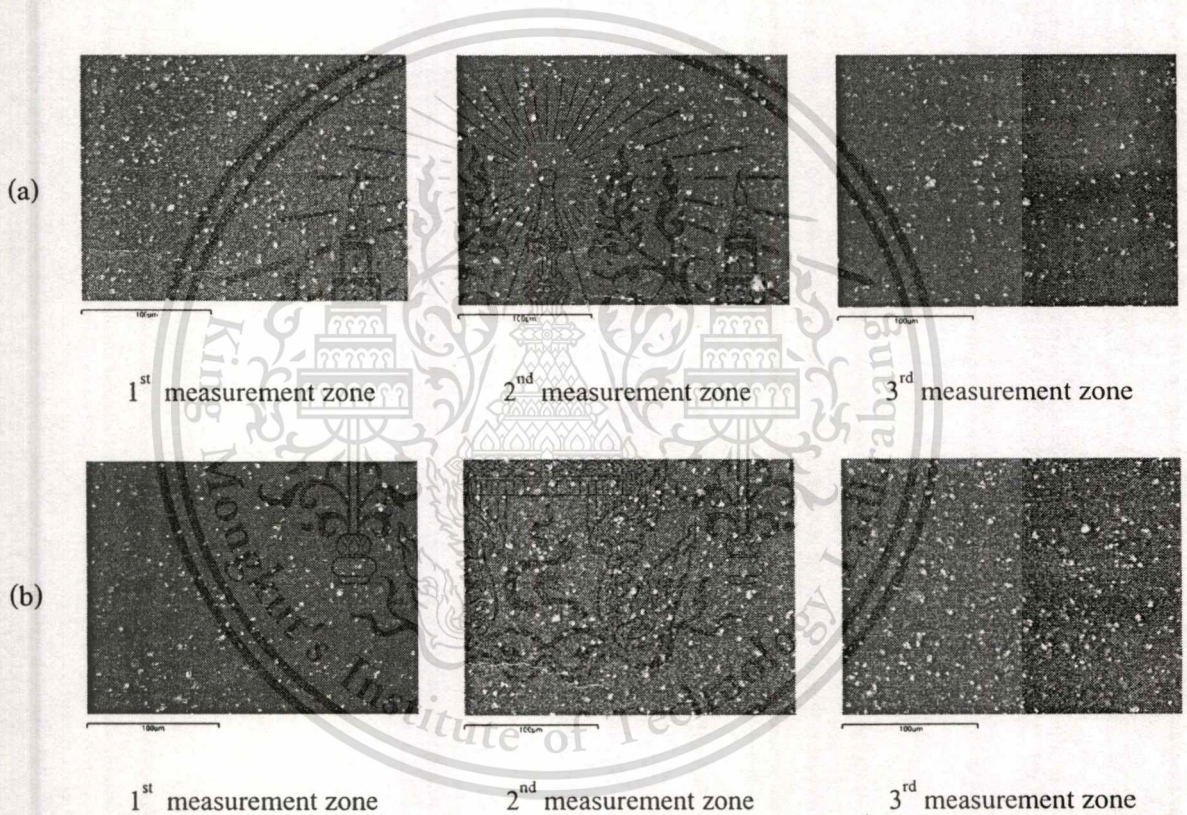 (a)
100µm 100µm 100µm
1st measurement zone 2nd measurement zone 3rd measurement zone
(b)
100µm 100µm 100µm
1st measurement zone 2nd measurement zone 3rd measurement zone
King Mongkut's Institute of Technology Ladkrabang